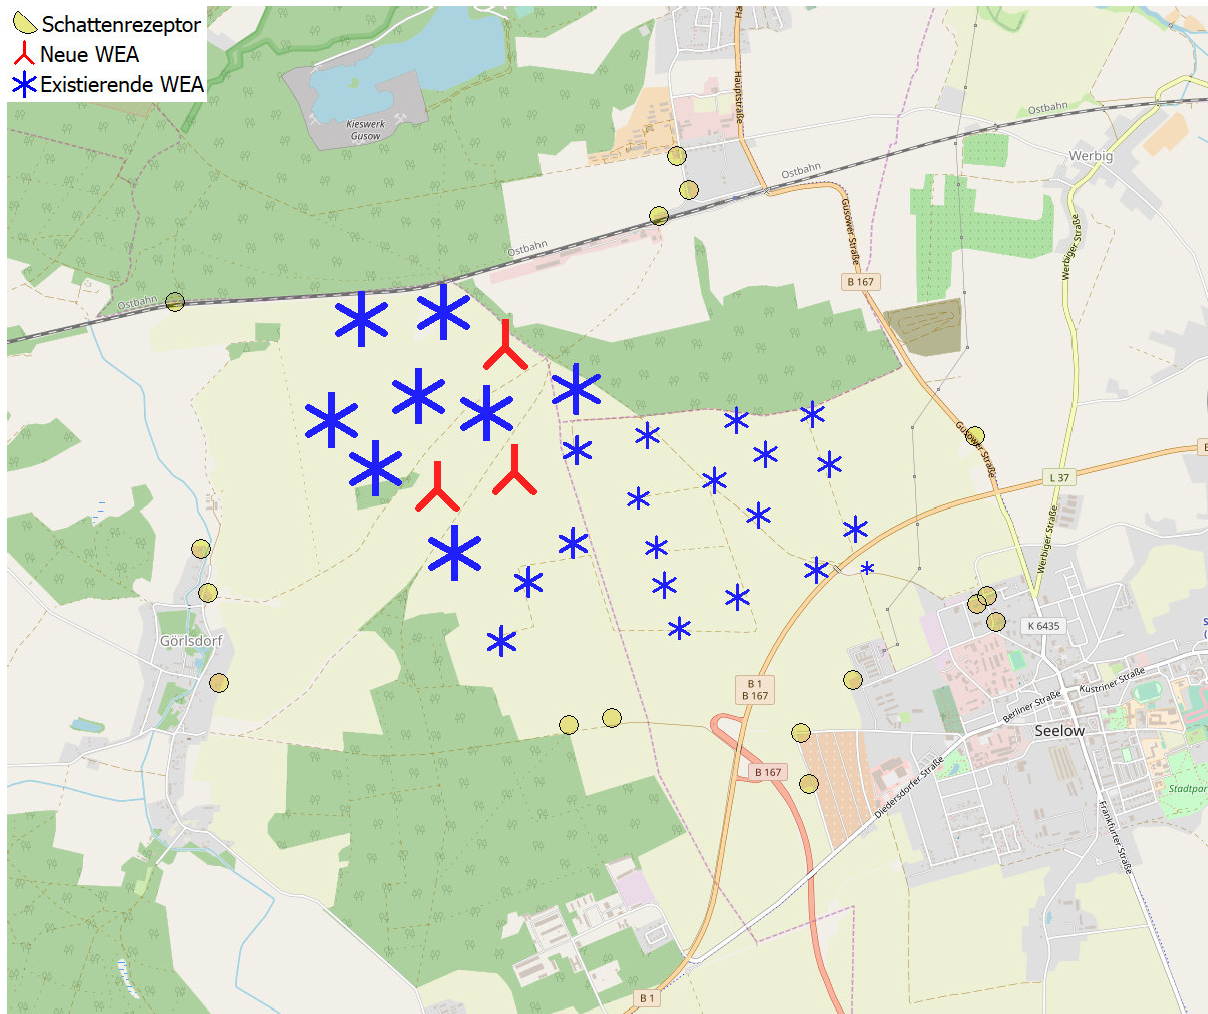 Schattenrezeptor
Neue WEA
Existierende WEA
Kieswerk
Gusow
Hauptstraße
Ostbahn
Werbig
Ostbahn
Ostbahn
Ostbahn
Gusower Straße
Werbiger Straße
B 167
Gusower Straße
L 37
Werbiger Straße
Görlsdorf
K 6435
B 1
B 167
Berliner Straße
Küstriner Straße
Seelow
B 167
Diedersdorfer Straße
Stadtpar
Frankfurter Straße
B 1